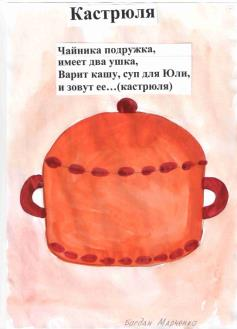 Кастрюля
Чайника подружка,
имеет два ушка,
Варит кашу, суп для Юли,
и зовут ее...(кастрюля)
Богдан Марченко